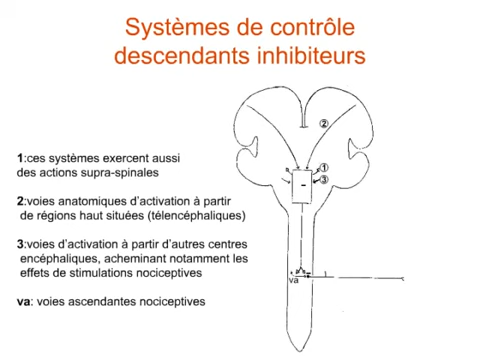 Systèmes de contrôle
descendants inhibiteurs
1:ces systèmes exercent aussi
des actions supra-spinales
2:voies anatomiques d'activation à partir
de régions haut situées (télencéphaliques)
3:voies d'activation à partir d'autres centres
encéphaliques, acheminant notamment les
effets de stimulations nociceptives
va: voies ascendantes nociceptives
②
①
③
-
va